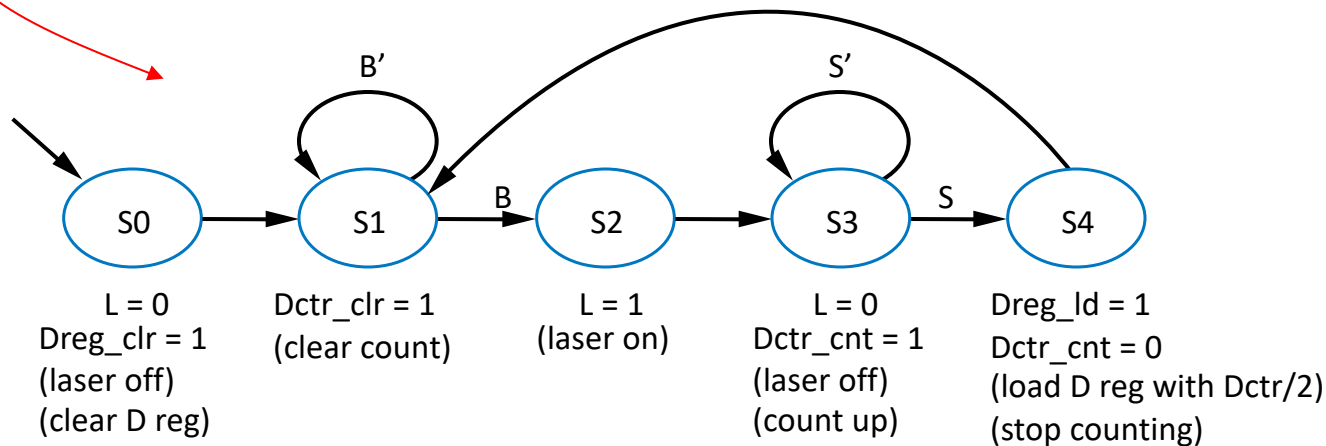 B’
S’
S0
S1
B
S2
S3
S
S4
L = 0
Dreg_clr = 1
(laser off)
(clear D reg)
Dctr_clr = 1
(clear count)
L = 1
(laser on)
L = 0
Dctr_cnt = 1
(laser off)
(count up)
Dreg_ld = 1
Dctr_cnt = 0
(load D reg with Dctr/2)
(stop counting)